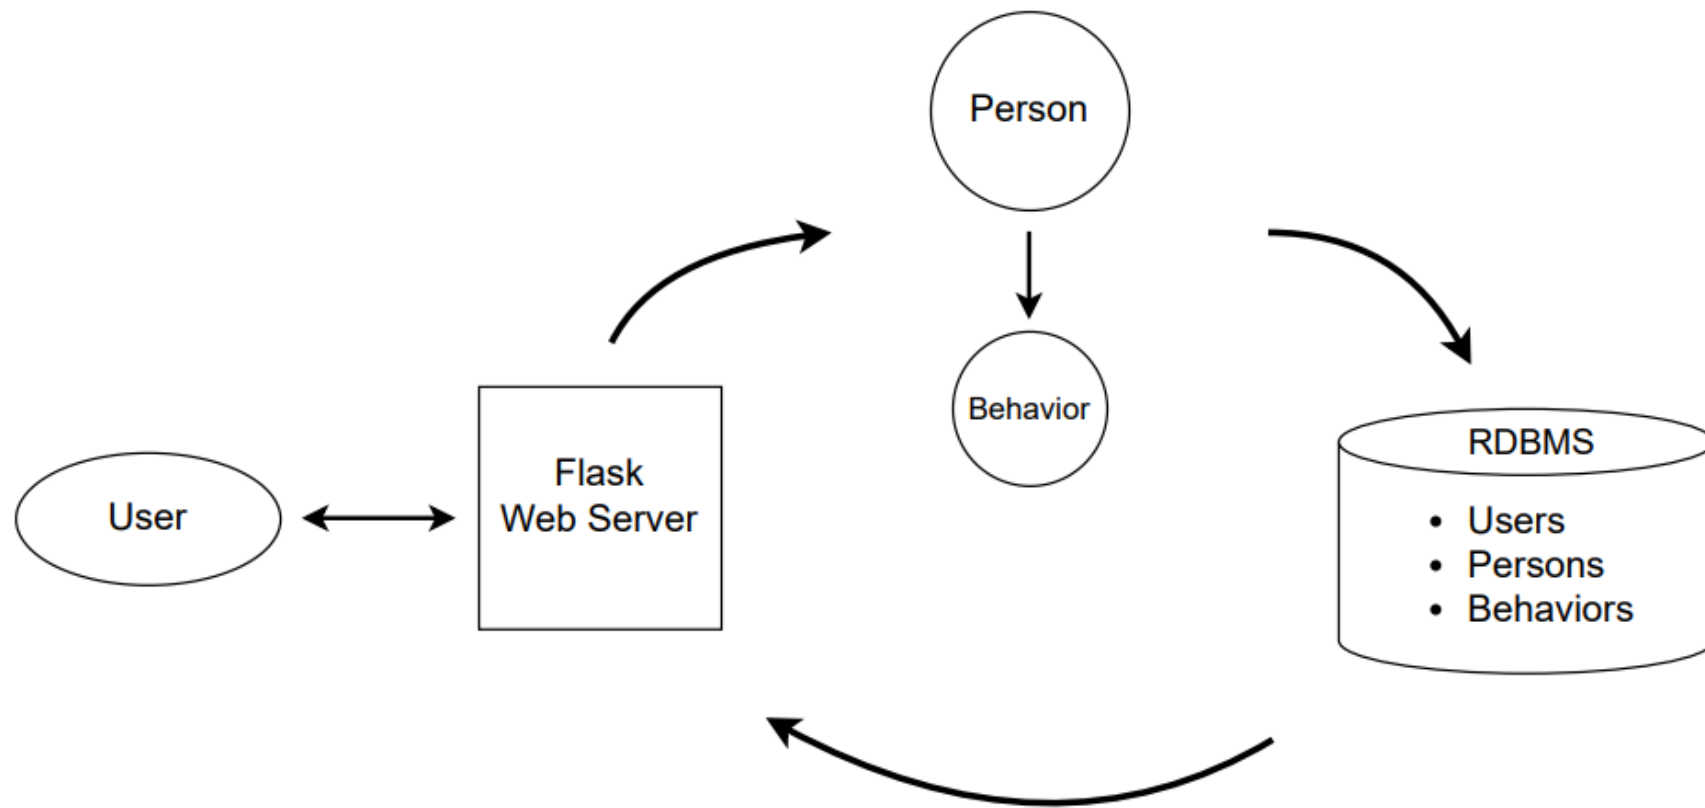 Person
Behavior
Flask
Web Server
User
RDBMS
• Users
• Persons
• Behaviors